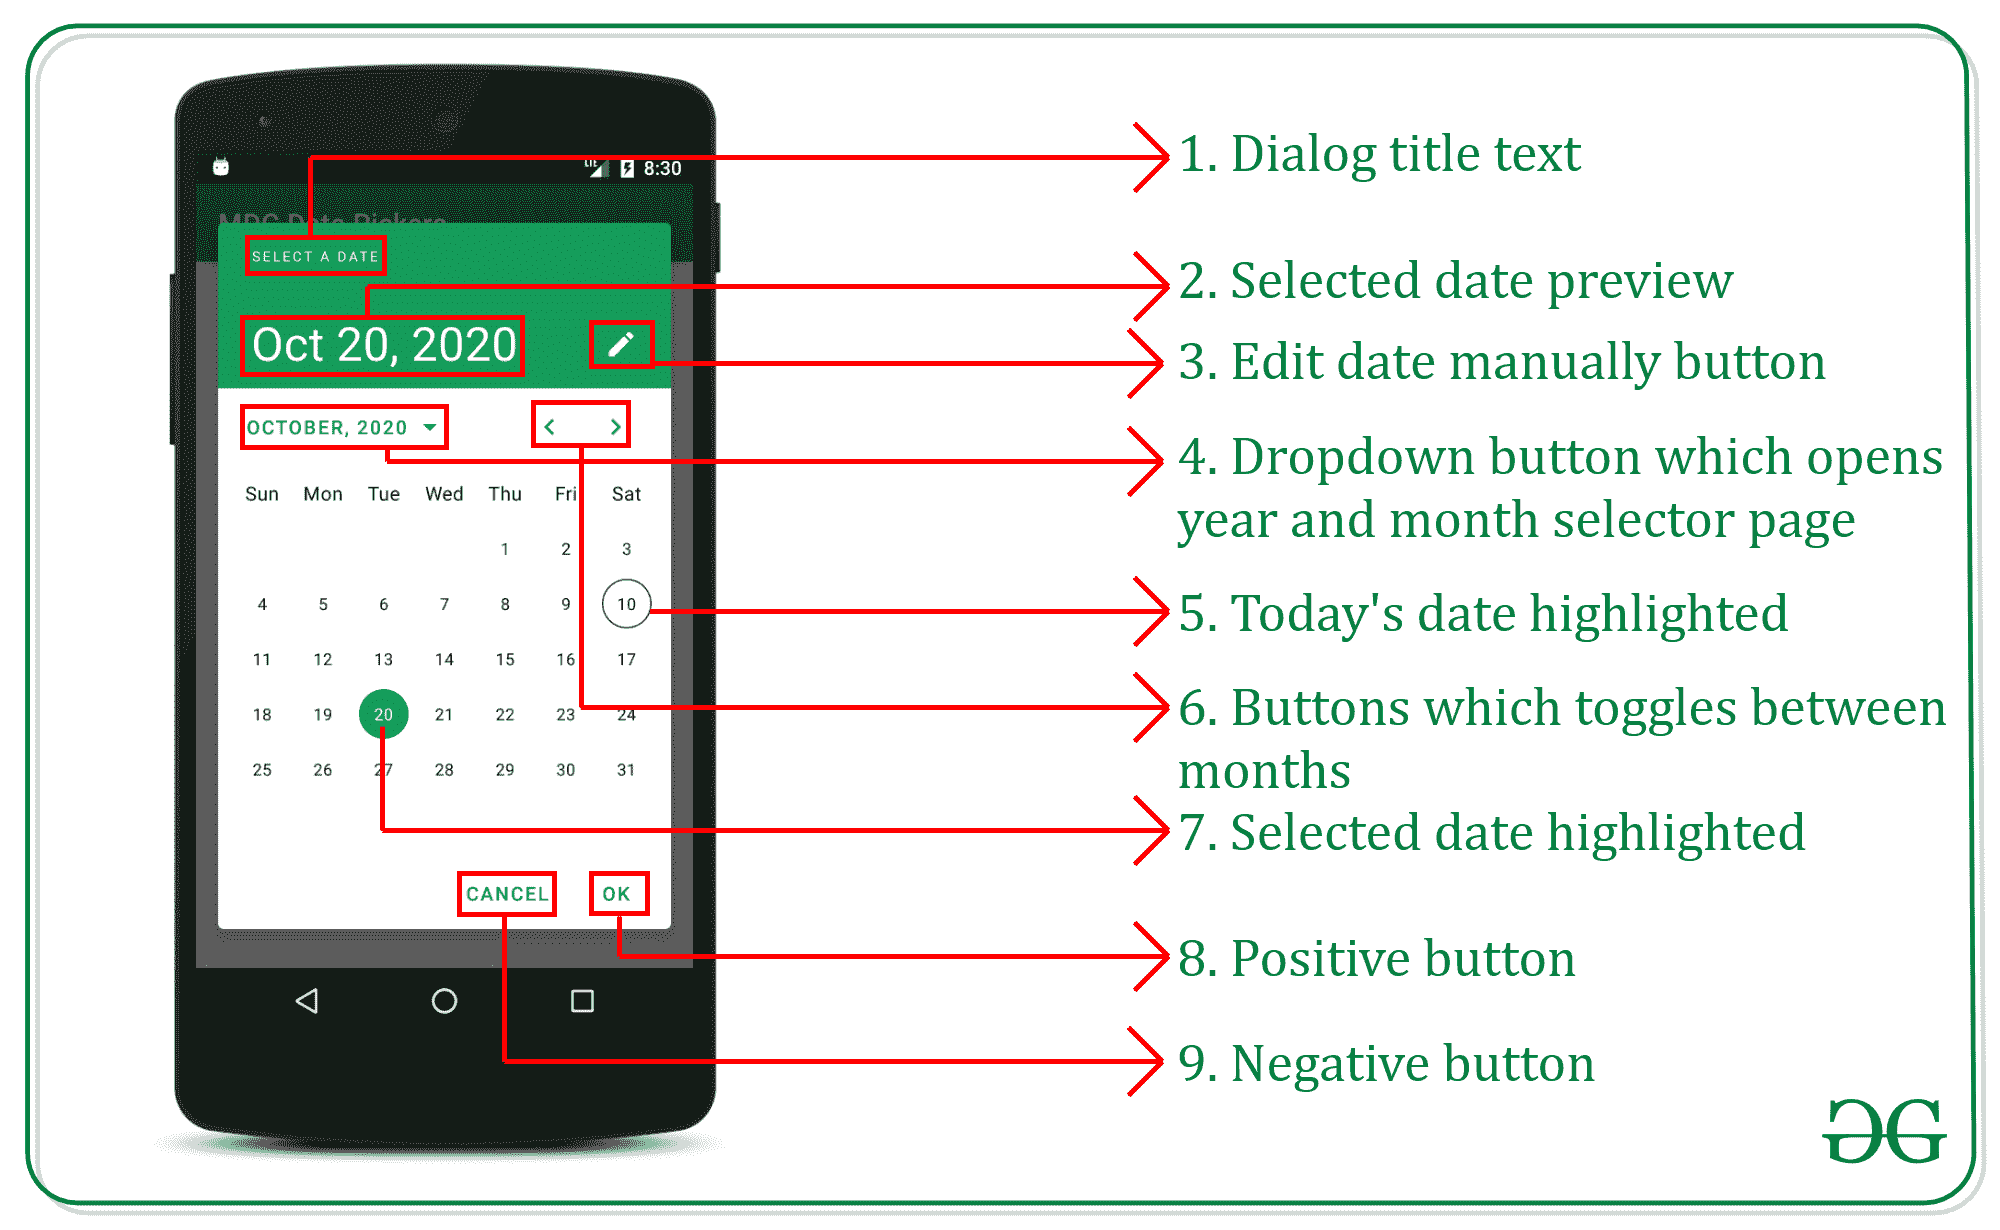 LTE 8:30
MDC Date Pickers
SELECT A DATE
Oct 20, 2020
OCTOBER, 2020
Sun Mon Tue Wed Thu Fri Sat
1 2 3
4 5 6 7 8 9 10
11 12 13 14 15 16 17
18 19 20 21 22 23 24
25 26 27 28 29 30 31
CANCEL OK
1. Dialog title text
2. Selected date preview
3. Edit date manually button
4. Dropdown button which opens
year and month selector page
5. Today's date highlighted
6. Buttons which toggles between
months
7. Selected date highlighted
8. Positive button
9. Negative button